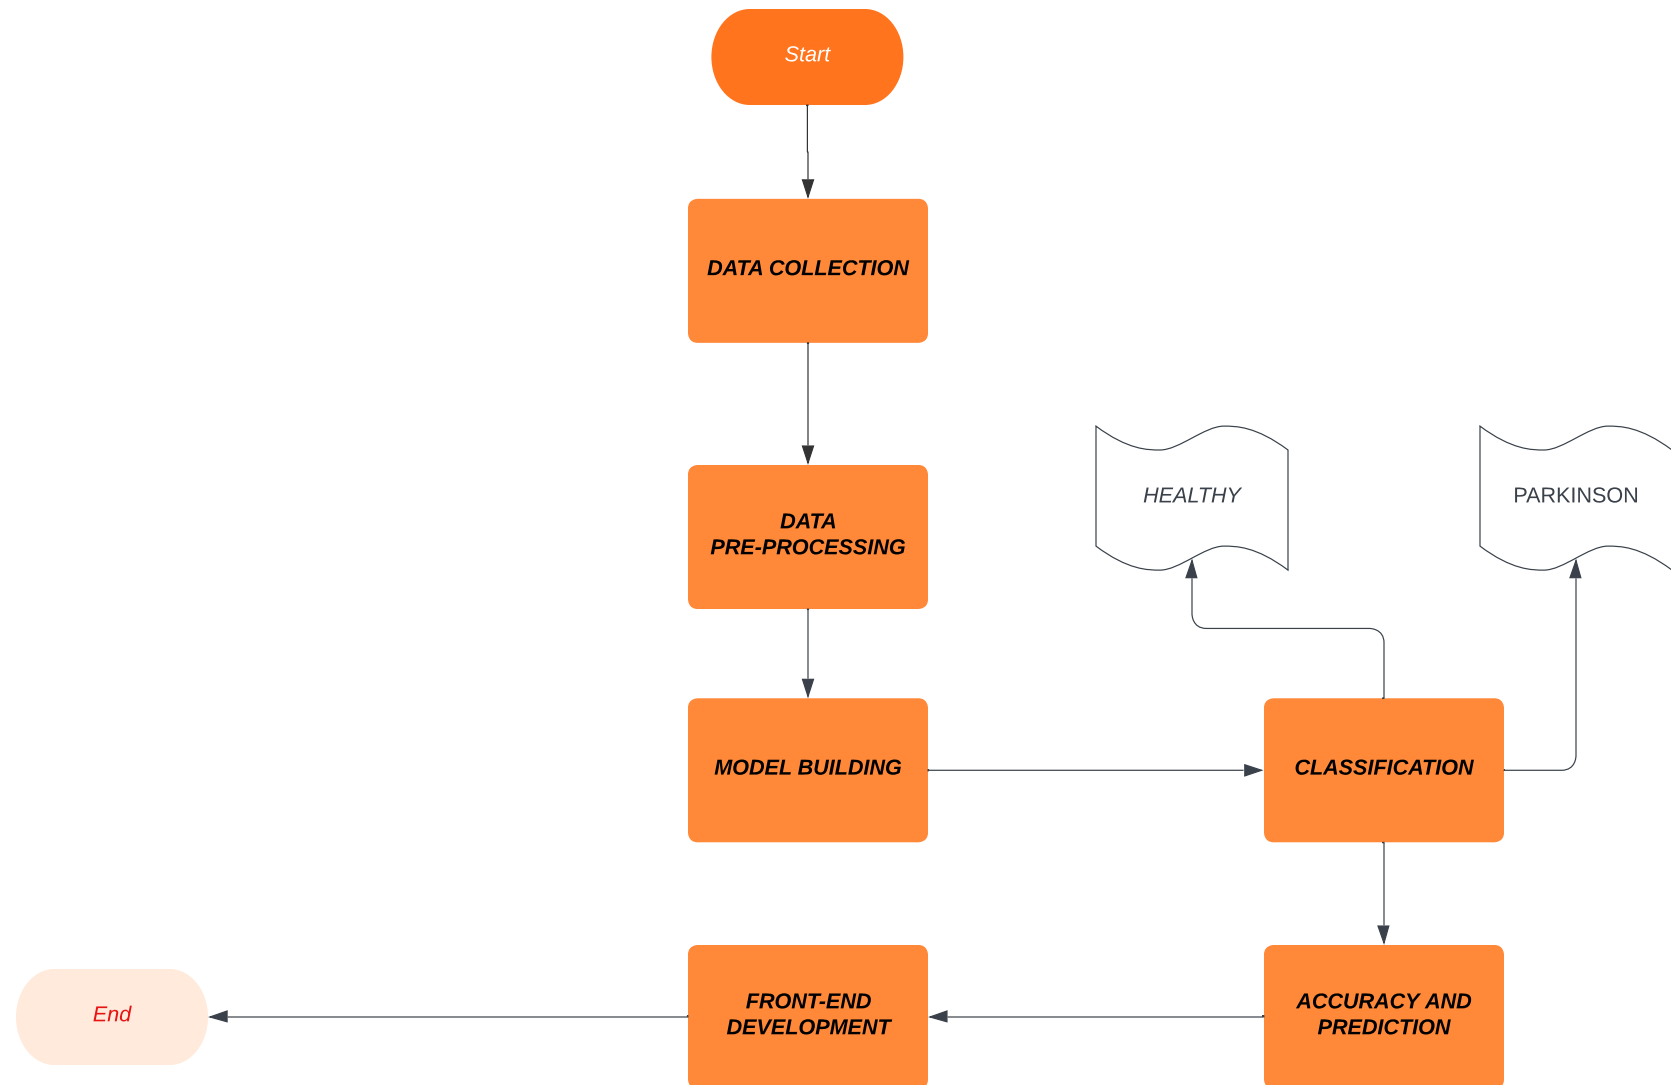 Start
DATA COLLECTION
DATA
PRE-PROCESSING
HEALTHY
PARKINSON
MODEL BUILDING
CLASSIFICATION
End
FRONT-END
DEVELOPMENT
ACCURACY AND
PREDICTION